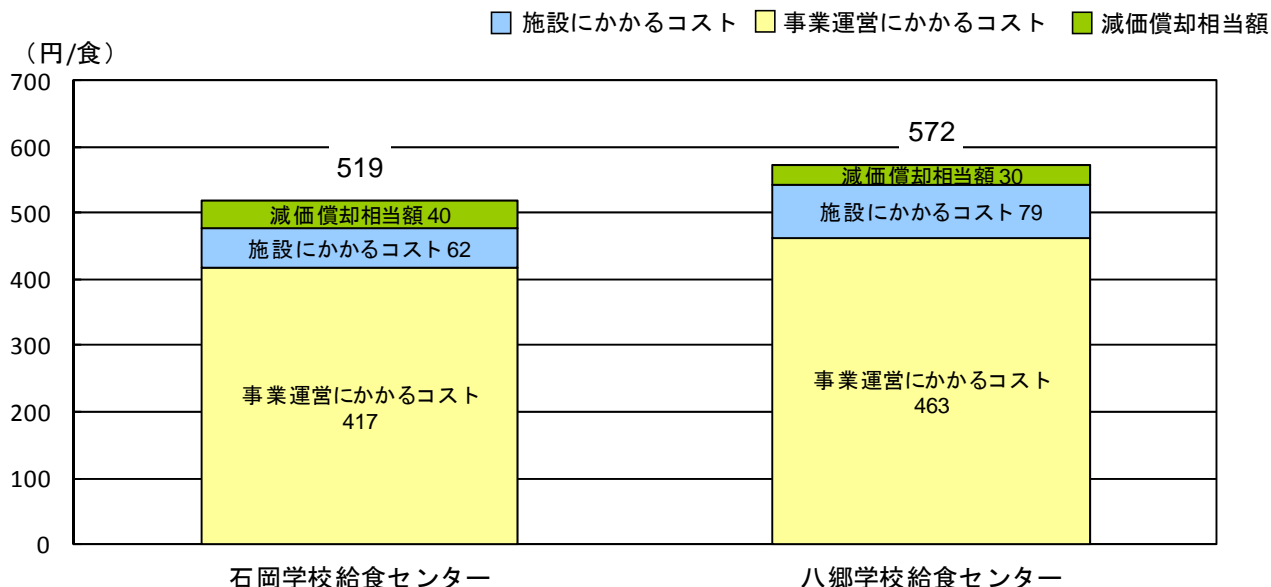 施設にかかるコスト 事業運営にかかるコスト 減価償却相当額
（円/食）
700
600
500
400
300
200
100
0
519
減価償却相当額 40
施設にかかるコスト 62
事業運営にかかるコスト
417
572
減価償却相当額 30
施設にかかるコスト 79
事業運営にかかるコスト
463
石岡学校給食センター
八郷学校給食センター